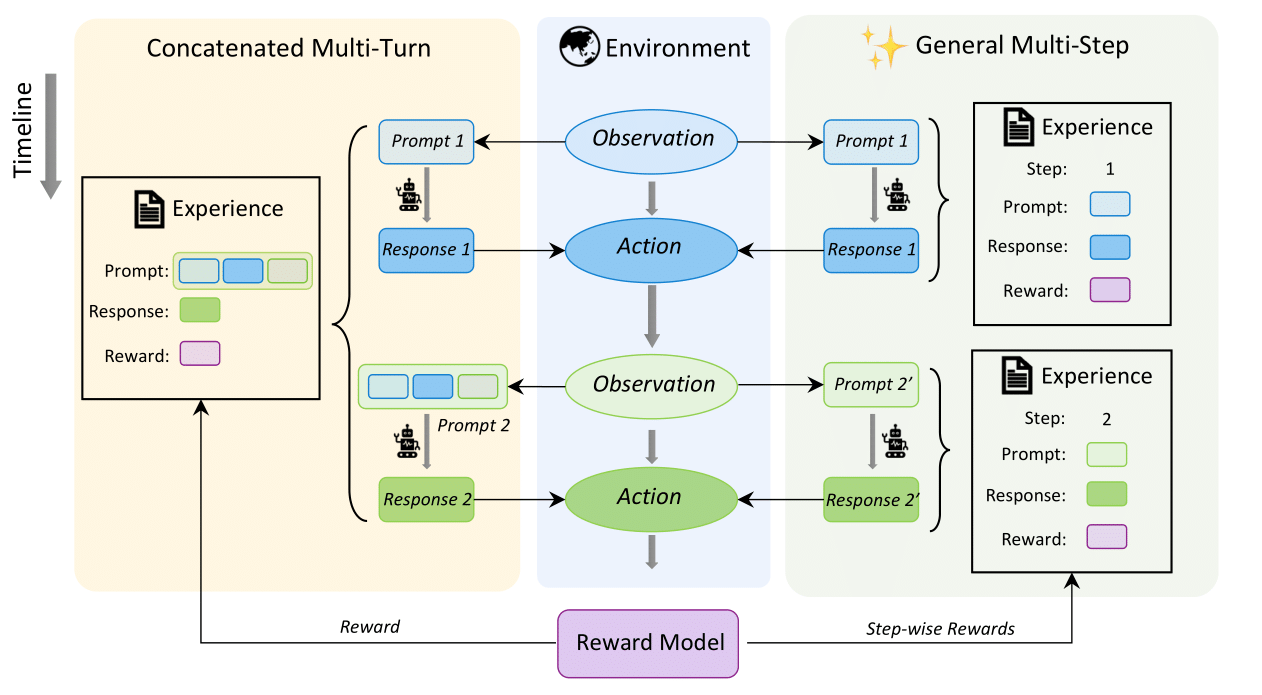 Concatenated Multi-Turn
Environment
General Multi-Step
Timeline
Experience
Prompt:
Response:
Reward:
Prompt 1
Response 1
Prompt 2
Response 2
Observation
Action
Observation
Action
Prompt 1
Response 1
Prompt 2’
Response 2’
Experience
Step: 1
Prompt:
Response:
Reward:
Experience
Step: 2
Prompt:
Response:
Reward:
Reward
Reward Model
Step-wise Rewards